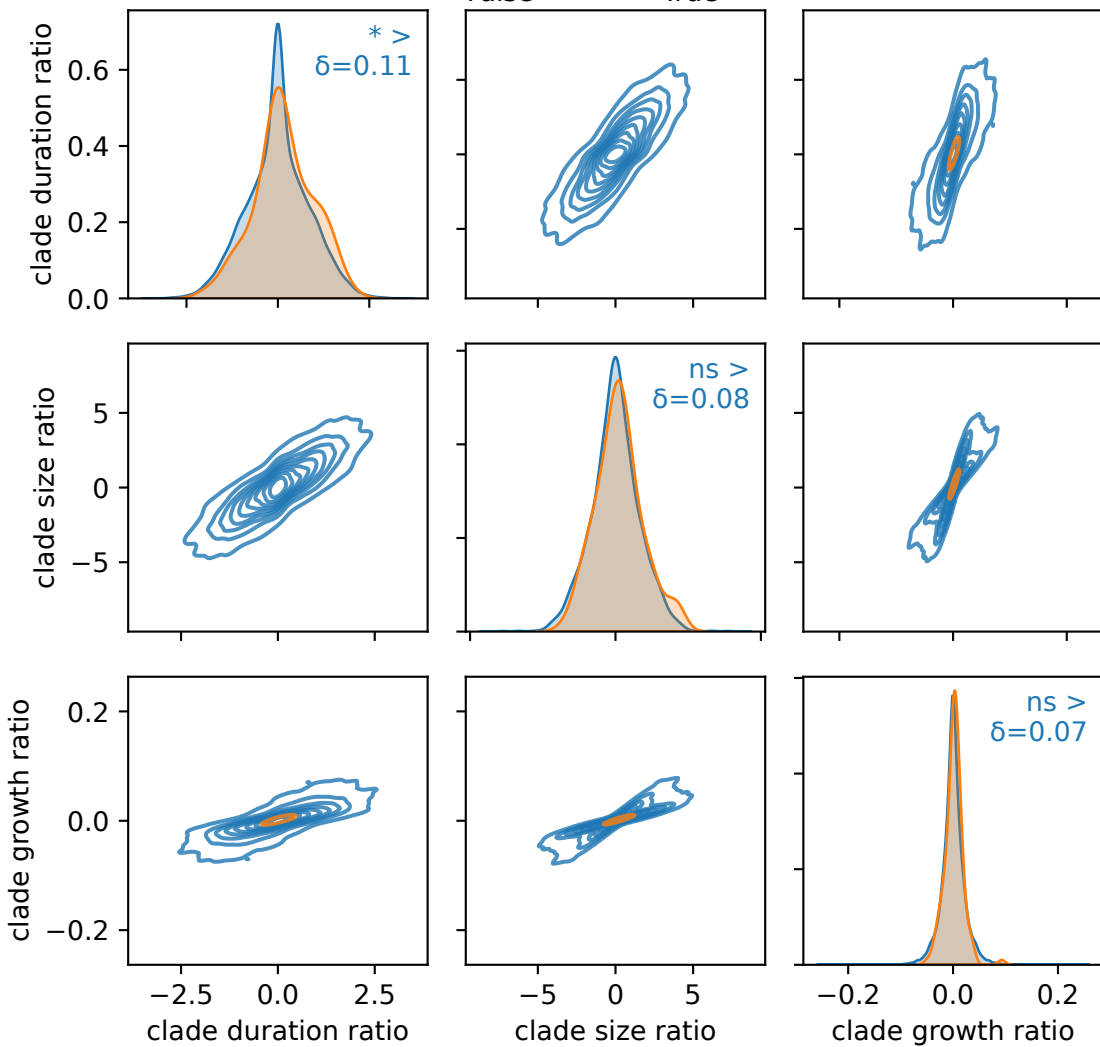 clade duration ratio
0.6
0.4
0.2
0.0
* >
δ=0.11
clade size ratio
5
0
−5
ns >
δ=0.08
clade growth ratio
0.2
0.0
−0.2
ns >
δ=0.07
−2.5 0.0 2.5
−5 0 5
−0.2 0.0 0.2
clade duration ratio
clade size ratio
clade growth ratio